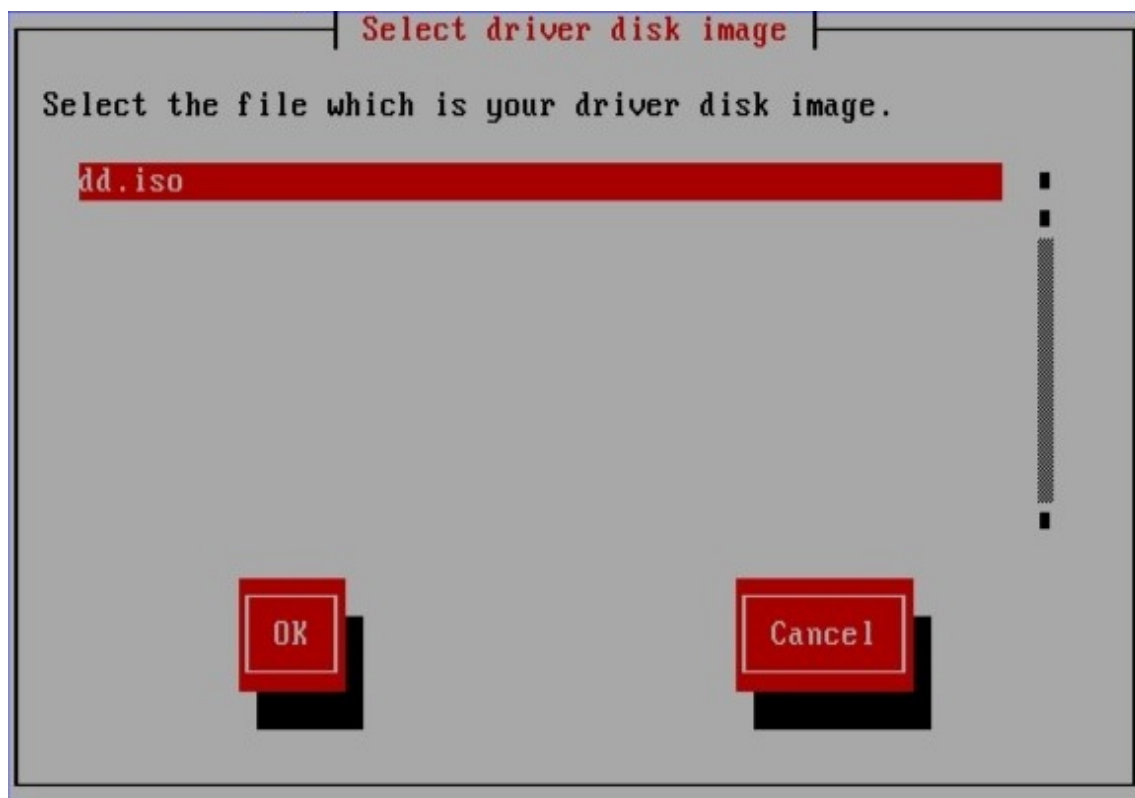 Select driver disk image
Select the file which is your driver disk image.
dd.iso
OK
Cancel